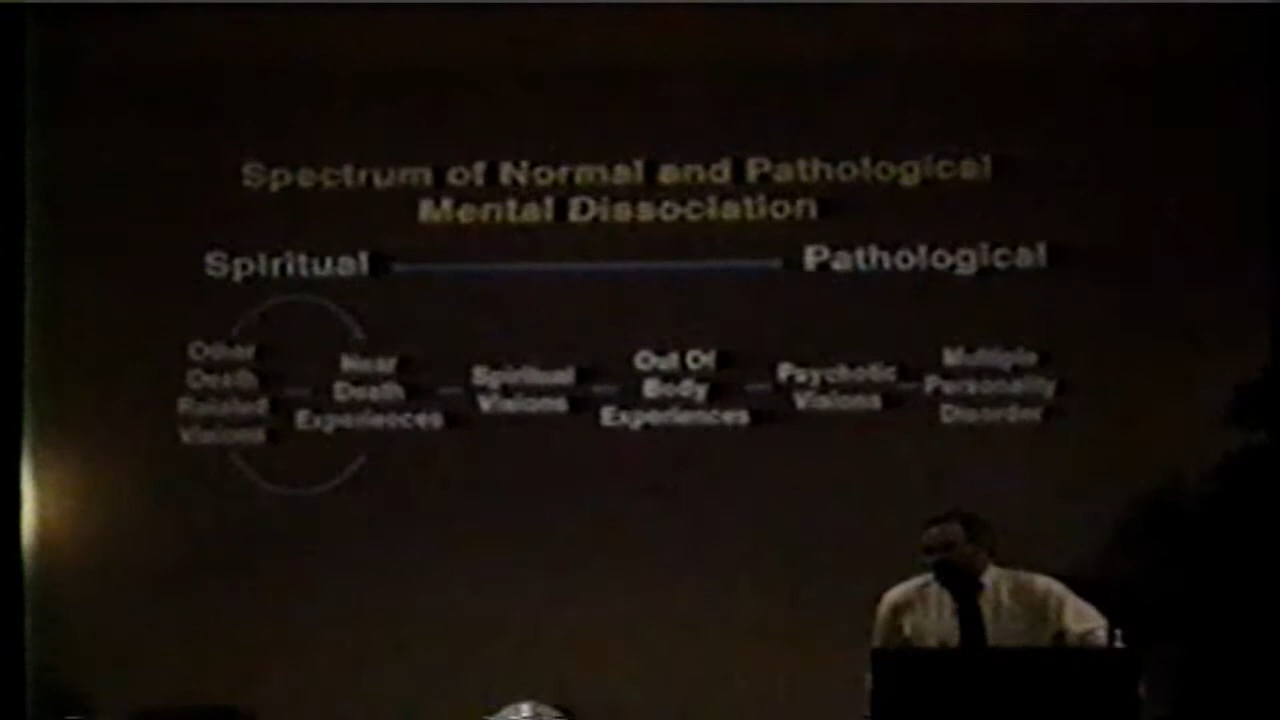 Spectrum of Normal and Pathological
Mental Dissociation
Spiritual
Pathological
Other
Death
Related
Visions
Near
Death
Experiences
Spiritual
Visions
Out Of
Body
Experiences
Psychotic
Visions
Multiple
Personality
Disorder